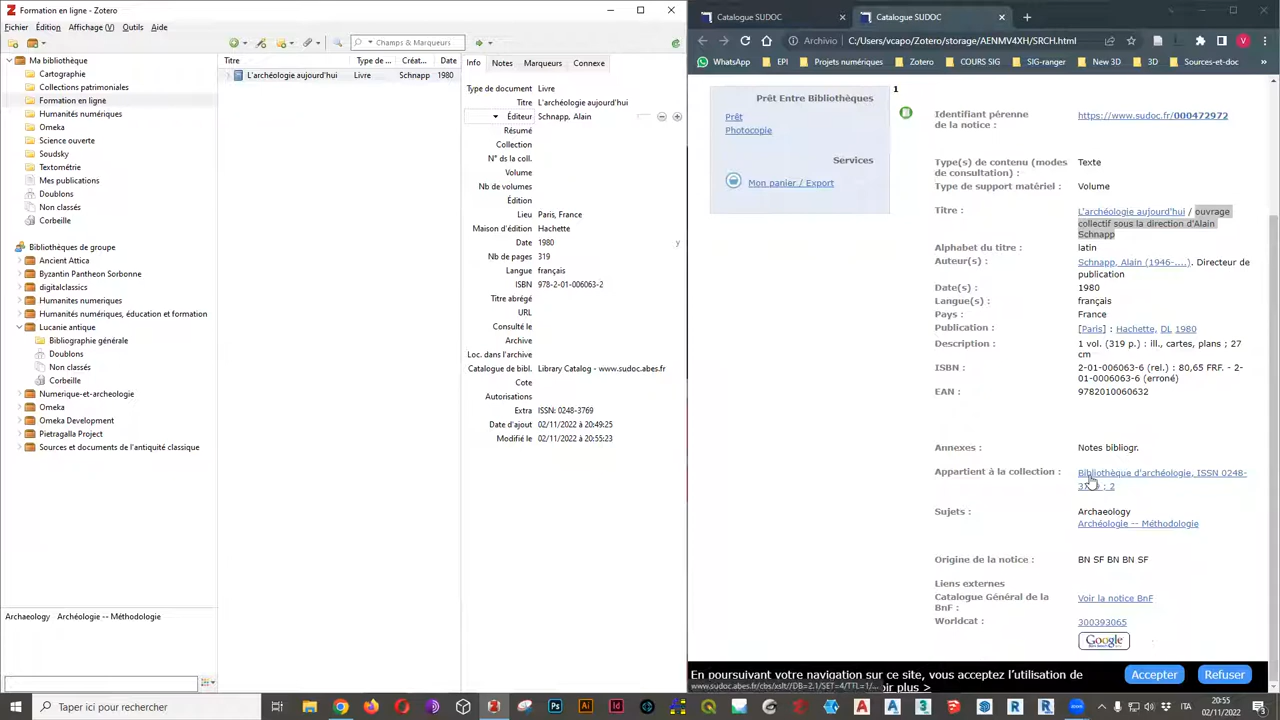 Formation en ligne - Zotero
Fichier Édition Affichage (V) Outils Aide
Champs & Marqueurs
Ma bibliothèque
Cartographie
Collections patrimoniales
Formation en ligne
Humanités numériques
Omeka
Science ouverte
Soudsky
Textométrie
Mes publications
Doublons
Non classés
Corbeille
Bibliothèques de groupe
Ancient Attica
Byzantin Pantheon Sorbonne
digitalclassics
Humanites numeriques
Humanités numériques, éducation et formation
Lucanie antique
Bibliographie générale
Doublons
Non classés
Corbeille
Numerique-et-archeologie
Omeka
Omeka Development
Pietragalla Project
Sources et documents de l'antiquité classique
Archaeology Archéologie -- Méthodologie
Titre Type de ... Créat... Date
L'archéologie aujourd'hui Livre Schnapp 1980
Info Notes Marqueurs Connexe
Type de document Livre
Titre L'archéologie aujourd'hui
Éditeur Schnapp, Alain
Résumé
Collection
N° ds la coll.
Volume
Nb de volumes
Édition
Lieu Paris, France
Maison d'édition Hachette
Date 1980 y
Nb de pages 319
Langue français
ISBN 978-2-01-006063-2
Titre abrégé
URL
Consulté le
Archive
Loc. dans l'archive
Catalogue de bibl. Library Catalog - www.sudoc.abes.fr
Cote
Autorisations
Extra ISSN: 0248-3769
Date d'ajout 02/11/2022 à 20:49:25
Modifié le 02/11/2022 à 20:55:23
Catalogue SUDOC
Catalogue SUDOC
Archivio C:/Users/vcapo/Zotero/storage/AENMV4XH/SRCH.html
V
WhatsApp EPI Projets numériques Zotero COURS SIG SIG-ranger New 3D 3D Sources-et-doc
Prêt Entre Bibliothèques
Prêt
Photocopie
Services
Mon panier / Export
1
Identifiant pérenne
de la notice :
https://www.sudoc.fr/000472972
Type(s) de contenu (modes
de consultation) :
Texte
Type de support matériel : Volume
Titre : L'archéologie aujourd'hui / ouvrage
collectif sous la direction d'Alain
Schnapp
Alphabet du titre : latin
Auteur(s) : Schnapp, Alain (1946-....). Directeur de
publication
Date(s) : 1980
Langue(s) : français
Pays : France
Publication : [Paris] : Hachette, DL 1980
Description : 1 vol. (319 p.) : ill., cartes, plans ; 27
cm
ISBN : 2-01-006063-6 (rel.) : 80,65 FRF. - 2-
01-0006063-6 (erroné)
EAN : 9782010060632
Annexes : Notes bibliogr.
Appartient à la collection : Bibliothèque d'archéologie, ISSN 0248-
; 2
Sujets : Archaeology
Archéologie -- Méthodologie
Origine de la notice : BN SF BN BN SF
Liens externes
Catalogue Général de la
BnF :
Voir la notice BnF
Worldcat : 300393065
Google
En poursuivant votre navigation sur ce site, vous acceptez l'utilisation de
plus >
Accepter Refuser
www.sudoc.abes.fr/cbs/xslt//DB=2.1/SET=4/TTL=1/...
Taper ici pour rechercher
ITA
20:55
02/11/2022